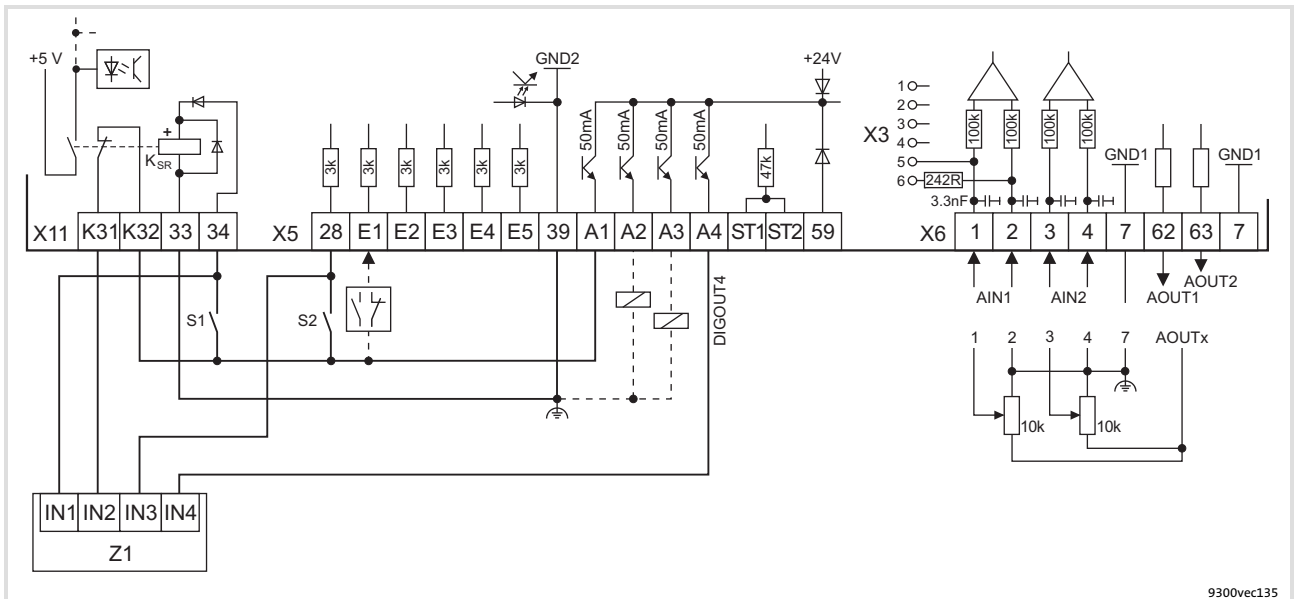 +5 V
+
K SR
GND2
+24V
3k 3k 3k 3k 3k 3k
50mA 50mA 50mA 50mA
47k
X3
1
2
3
4
5
6
242R
100k 100k 100k 100k
GND1 GND1
3.3nF
X11 K31 K32 33 34
X5 28 E1 E2 E3 E4 E5 39 A1 A2 A3 A4 ST1 ST2 59
X6 1 2 3 4 7 62 63 7
S1
S2
DIGOUT4
AIN1 AIN2 AOUT1 AOUT2
1 2 3 4 7 AOUTx
10k 10k
IN1 IN2 IN3 IN4
Z1
9300vec135